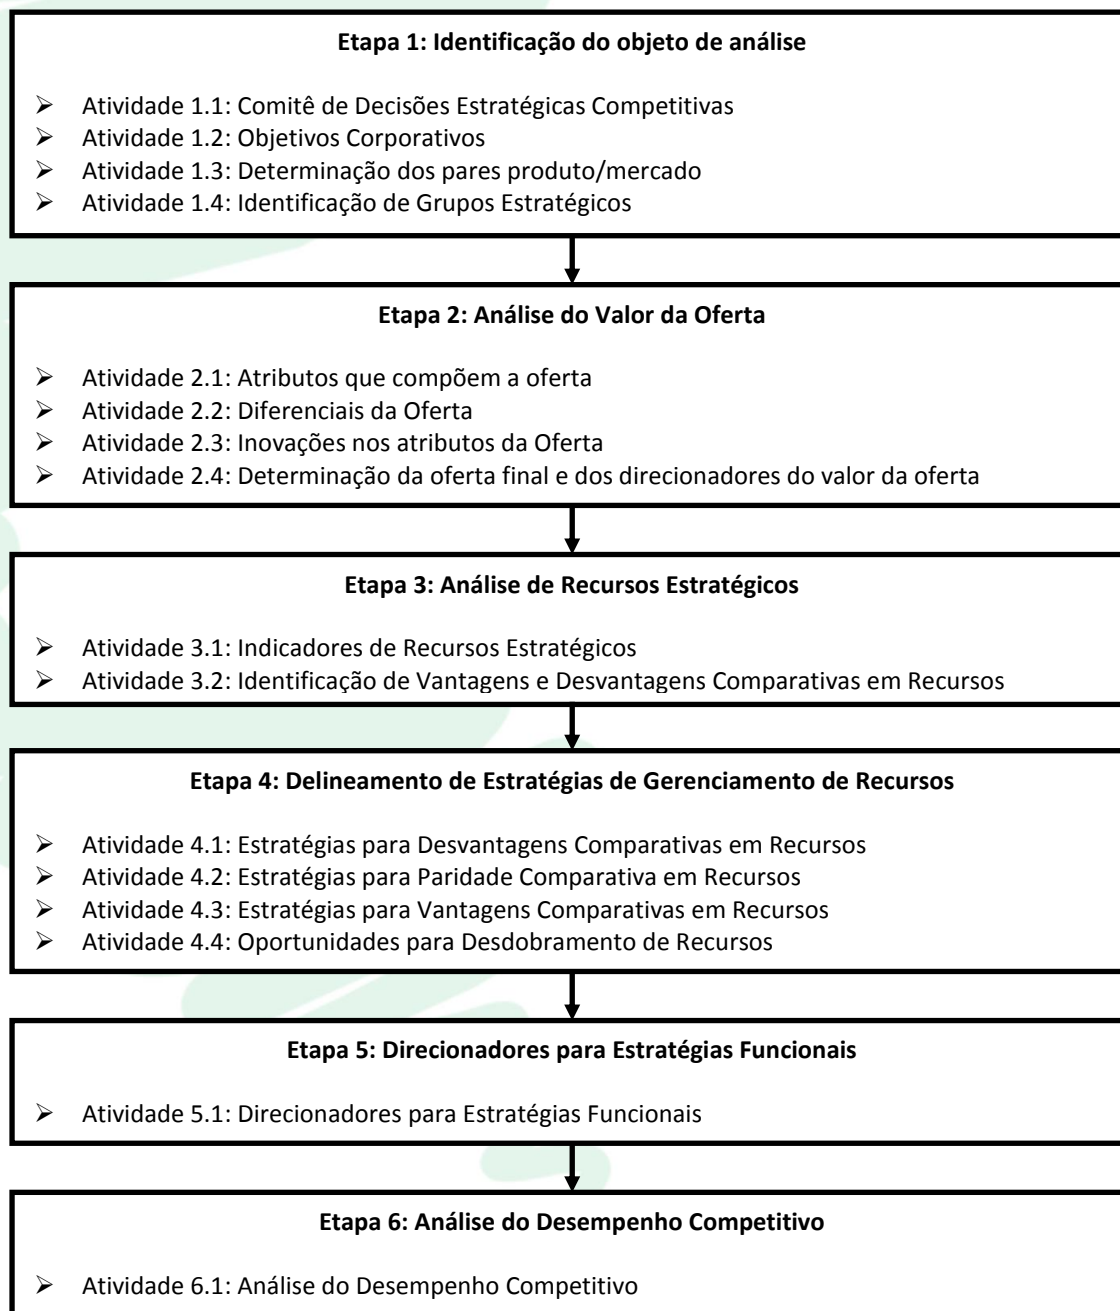 Etapa 1: Identificação do objeto de análise
➢ Atividade 1.1: Comitê de Decisões Estratégicas Competitivas
➢ Atividade 1.2: Objetivos Corporativos
➢ Atividade 1.3: Determinação dos pares produto/mercado
➢ Atividade 1.4: Identificação de Grupos Estratégicos
Etapa 2: Análise do Valor da Oferta
➢ Atividade 2.1: Atributos que compõem a oferta
➢ Atividade 2.2: Diferenciais da Oferta
➢ Atividade 2.3: Inovações nos atributos da Oferta
➢ Atividade 2.4: Determinação da oferta final e dos direcionadores do valor da oferta
Etapa 3: Análise de Recursos Estratégicos
➢ Atividade 3.1: Indicadores de Recursos Estratégicos
➢ Atividade 3.2: Identificação de Vantagens e Desvantagens Comparativas em Recursos
Etapa 4: Delineamento de Estratégias de Gerenciamento de Recursos
➢ Atividade 4.1: Estratégias para Desvantagens Comparativas em Recursos
➢ Atividade 4.2: Estratégias para Paridade Comparativa em Recursos
➢ Atividade 4.3: Estratégias para Vantagens Comparativas em Recursos
➢ Atividade 4.4: Oportunidades para Desdobramento de Recursos
Etapa 5: Direcionadores para Estratégias Funcionais
➢ Atividade 5.1: Direcionadores para Estratégias Funcionais
Etapa 6: Análise do Desempenho Competitivo
➢ Atividade 6.1: Análise do Desempenho Competitivo